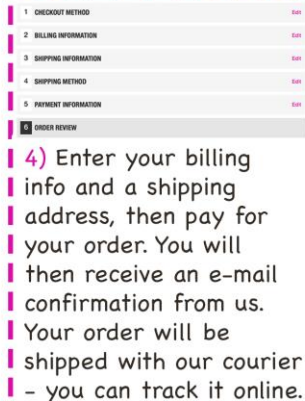 1 CHECKOUT METHOD Edit
2 BILLING INFORMATION Edit
3 SHIPPING INFORMATION Edit
4 SHIPPING METHOD Edit
5 PAYMENT INFORMATION Edit
6 ORDER REVIEW
4) Enter your billing
info and a shipping
address, then pay for
your order. You will
then receive an e-mail
confirmation from us.
Your order will be
shipped with our courier
- you can track it online.